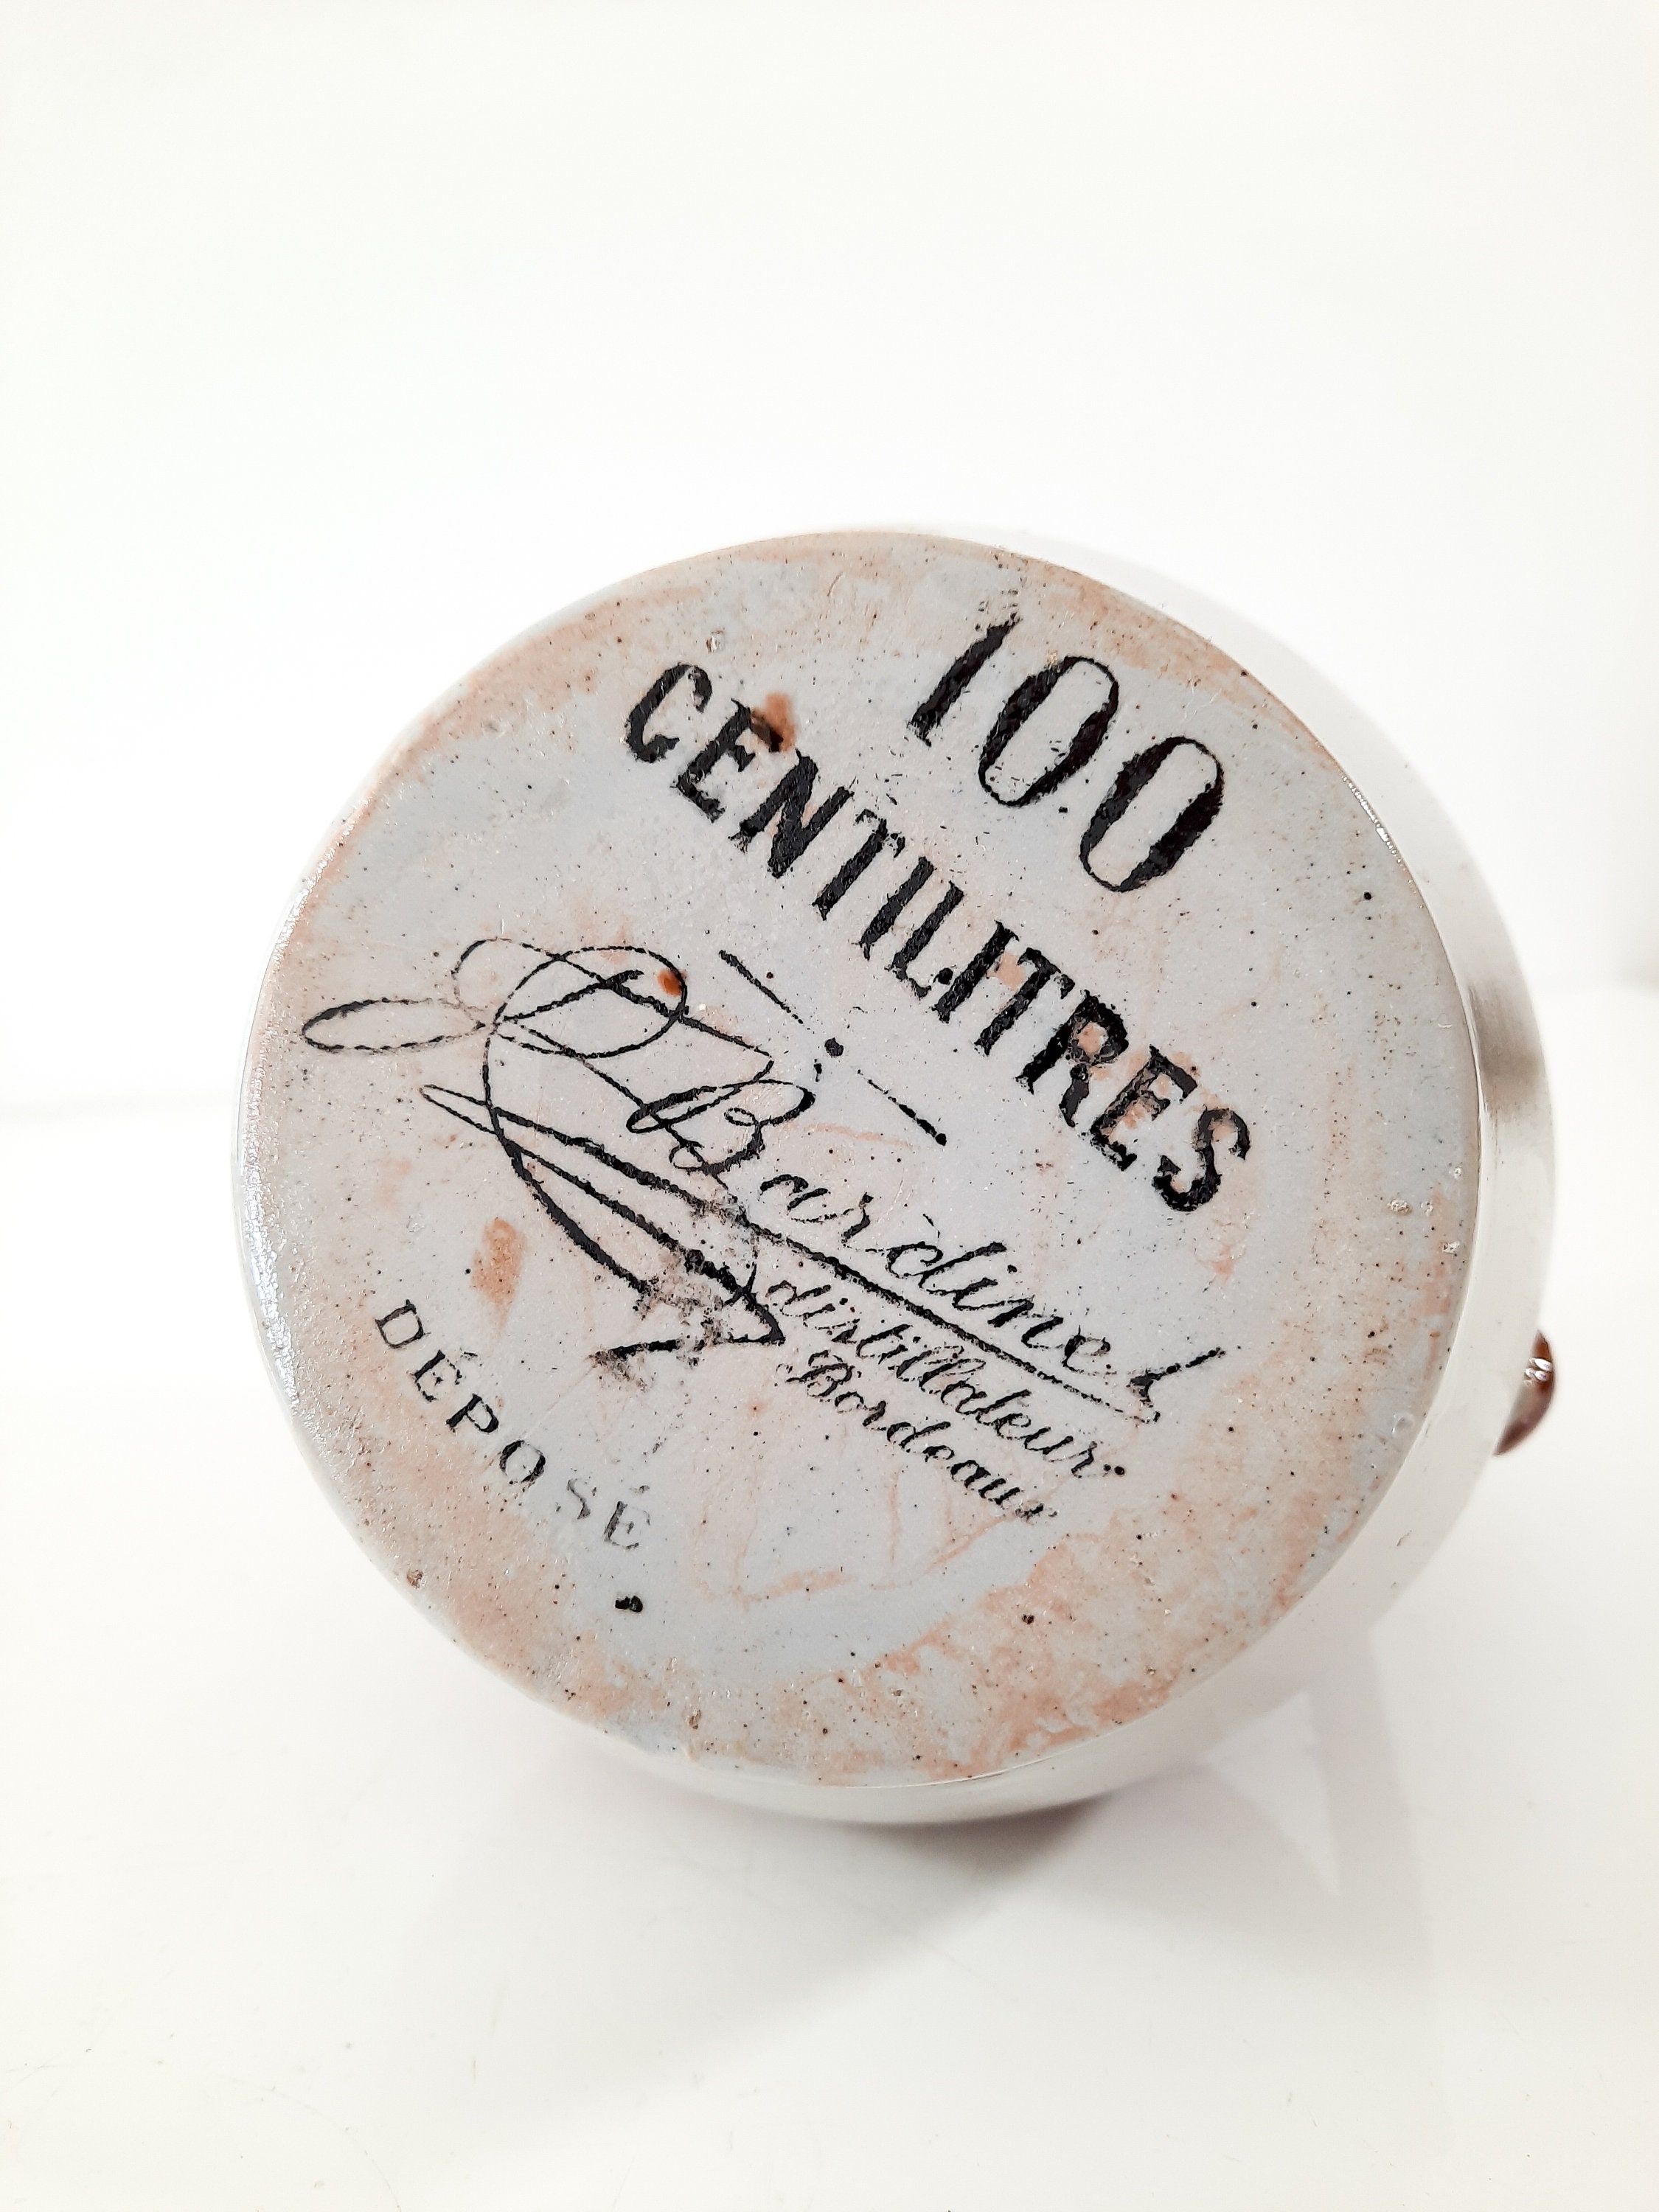 100
CENTILITRES
Bardinet
distillateur
Bordeaux
DÉPOSÉ